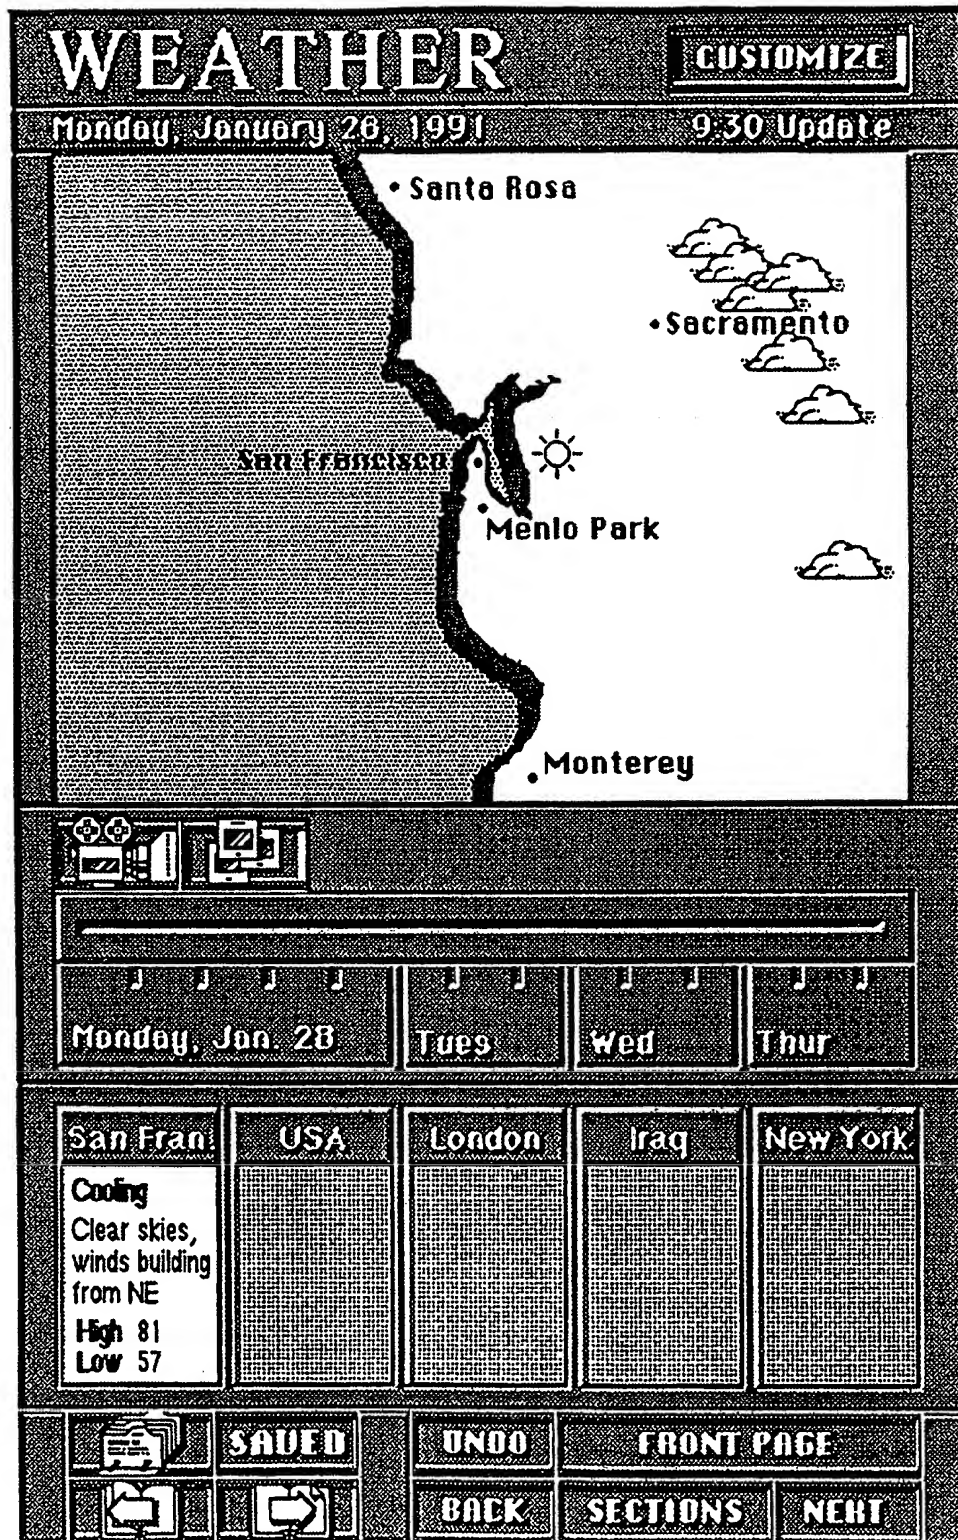 WEATHER
CUSTOMIZE
Monday, January 28, 1991
9:30 Update
Santa Rosa
Sacramento
San Francisco
Menlo Park
Monterey
Monday, Jan. 28
Tues
Wed
Thur
San Fran
USA
London
Iraq
New York
Cooling
Clear skies,
winds building
from NE
High 81
Low 57
SAVED
UNDO
FRONT PAGE
BACK
SECTIONS
NEXT